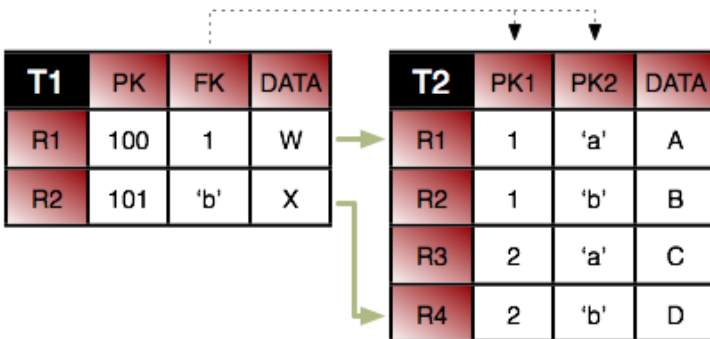 T1 PK FK DATA
R1 100 1 W
R2 101 ‘b’ X
T2 PK1 PK2 DATA
R1 1 ‘a’ A
R2 1 ‘b’ B
R3 2 ‘a’ C
R4 2 ‘b’ D